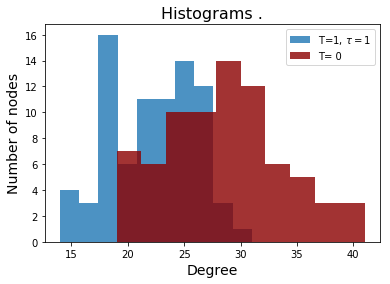 Histograms .
T=1, τ = 1
T= 0
Number of nodes
16
14
12
10
8
6
4
2
0
15 20 25 30 35 40
Degree